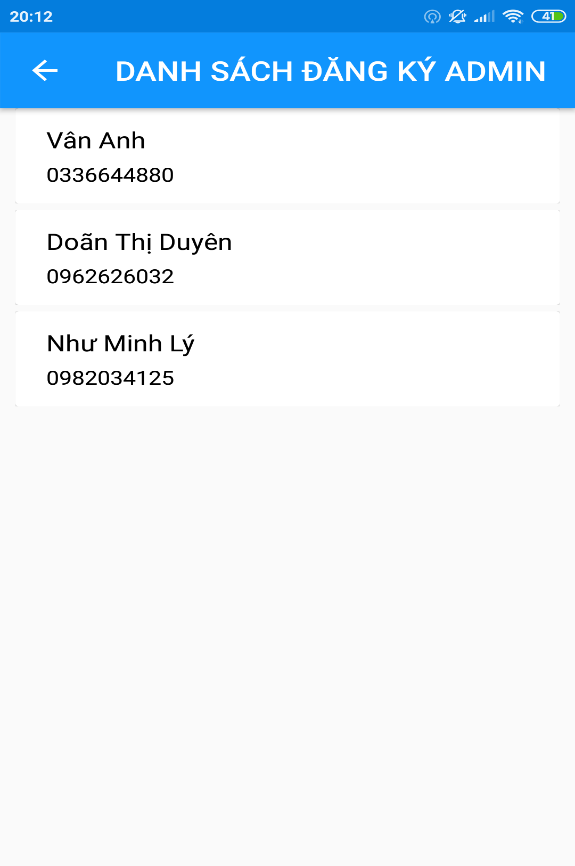 20:12
41
DANH SÁCH ĐĂNG KÝ ADMIN
Vân Anh
0336644880
Doãn Thị Duyên
0962626032
Như Minh Lý
0982034125